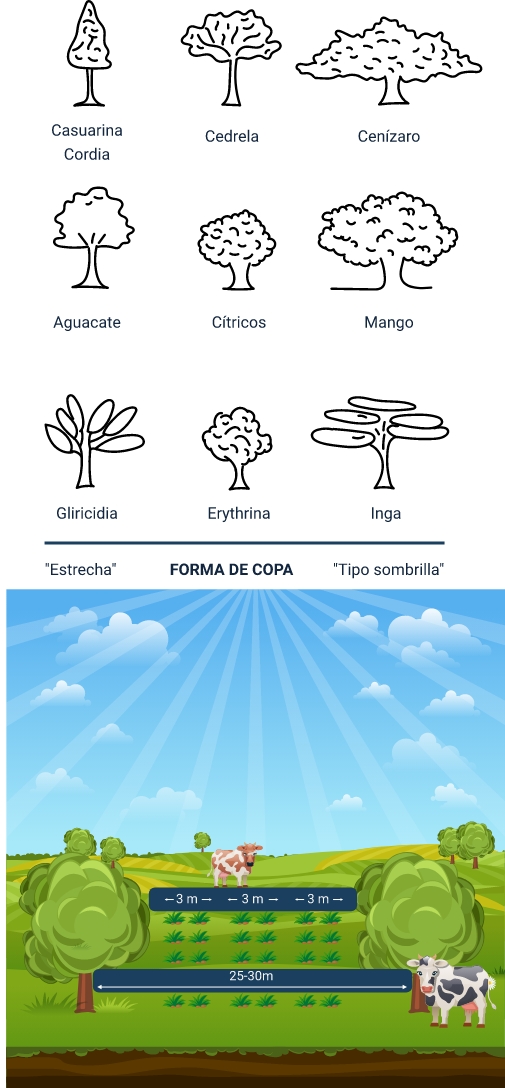 Casuarina
Cordia
Cedrela
Cenízaro
Aguacate
Cítricos
Mango
Gliricidia
Erythrina
Inga
"Estrecha"
FORMA DE COPA
"Tipo sombrilla"
←3 m→ ←3 m→ ←3 m→
25-30m